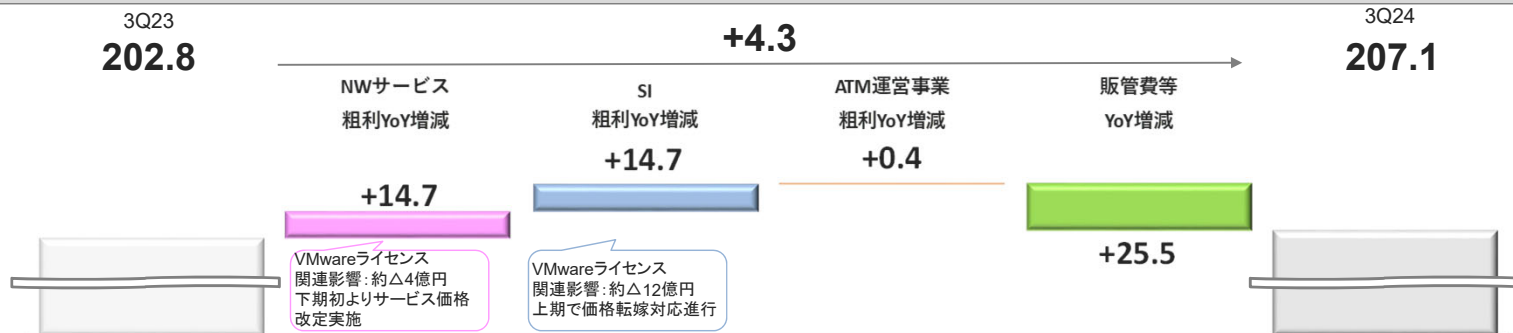 3Q23
202.8
+4.3
3Q24
207.1
NWサービス
粗利YoY増減
+14.7
SI
粗利YoY増減
+14.7
ATM運営事業
粗利YoY増減
+0.4
販管費等
YoY増減
+25.5
VMwareライセンス
関連影響：約△4億円
下期初よりサービス価格
改定実施
VMwareライセンス
関連影響：約△12億円
上期で価格転嫁対応進行